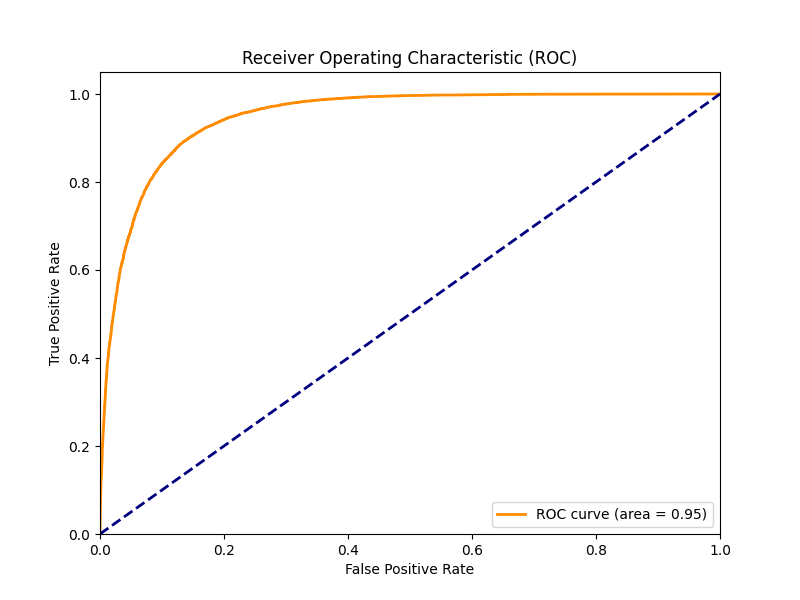 Receiver Operating Characteristic (ROC)
True Positive Rate
1.0
0.8
0.6
0.4
0.2
0.0
0.0 0.2 0.4 0.6 0.8 1.0
False Positive Rate
ROC curve (area = 0.95)